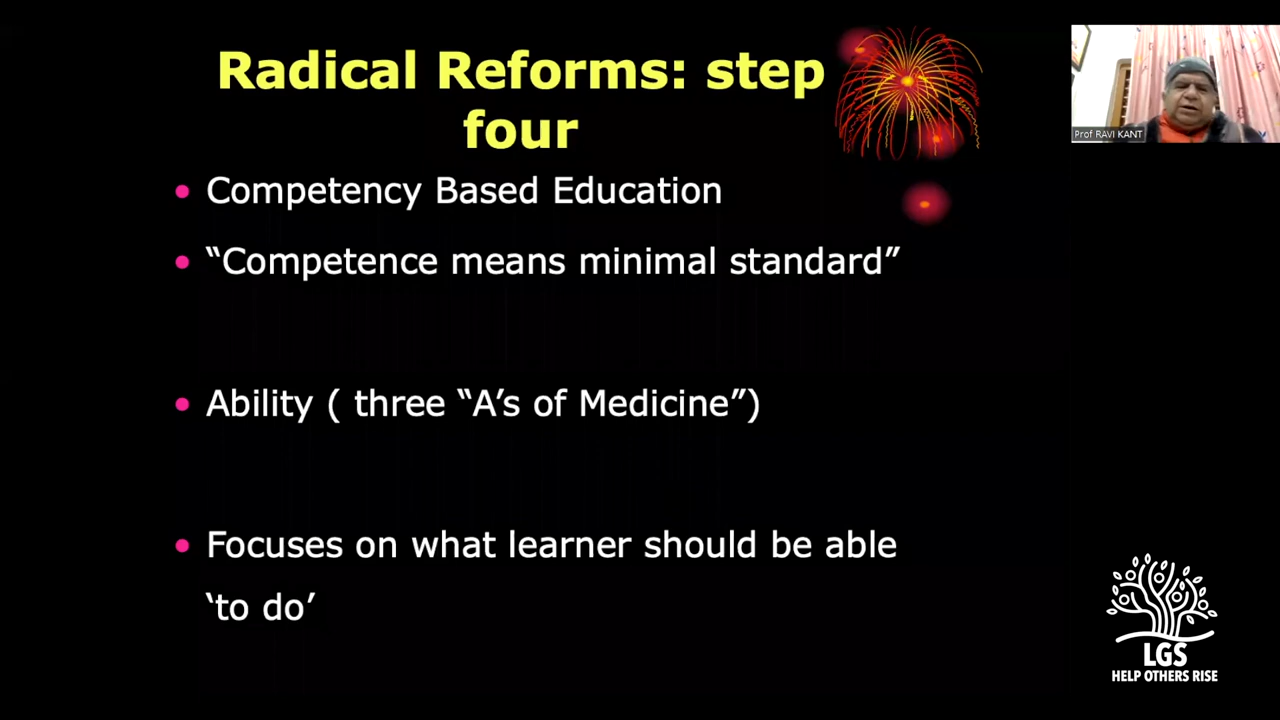 Radical Reforms: step
four
Prof RAVI KANT
• Competency Based Education
• “Competence means minimal standard”
• Ability ( three “A’s of Medicine”)
• Focuses on what learner should be able
‘to do’
LGS
HELP OTHERS RISE